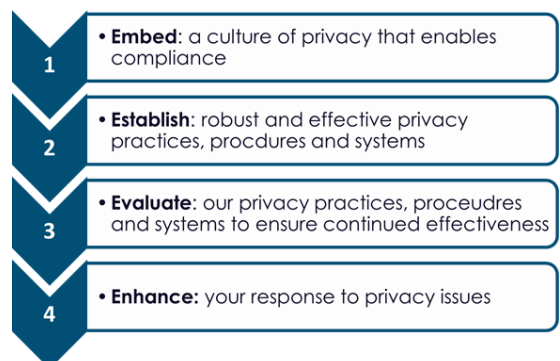 1
• Embed: a culture of privacy that enables
compliance
2
• Establish: robust and effective privacy
practices, procdures and systems
3
• Evaluate: our privacy practices, proceudres
and systems to ensure continued effectiveness
4
• Enhance: your response to privacy issues